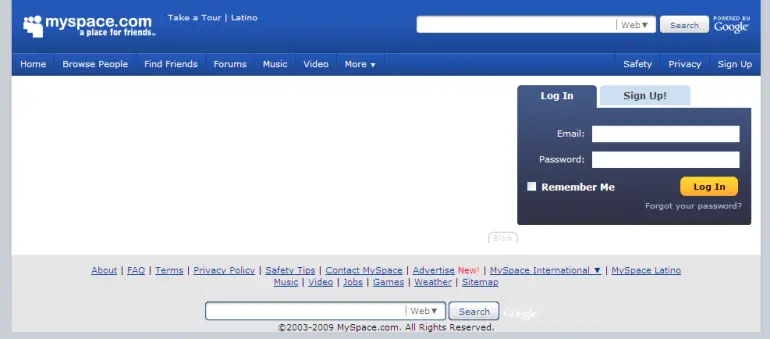 myspace.com
a place for friends.
Take a Tour | Latino
Web▼
Search
POWERED BY
Google
Home
Browse People
Find Friends
Forums
Music
Video
More ▼
Safety
Privacy
Sign Up
Log In
Sign Up!
Email:
Password:
Remember Me
Log In
Forgot your password?
About | FAQ | Terms | Privacy Policy | Safety Tips | Contact MySpace | Advertise New! | MySpace International ▼ | MySpace Latino
Music | Video | Jobs | Games | Weather | Sitemap
Web▼
Search
Google
©2003-2009 MySpace.com. All Rights Reserved.